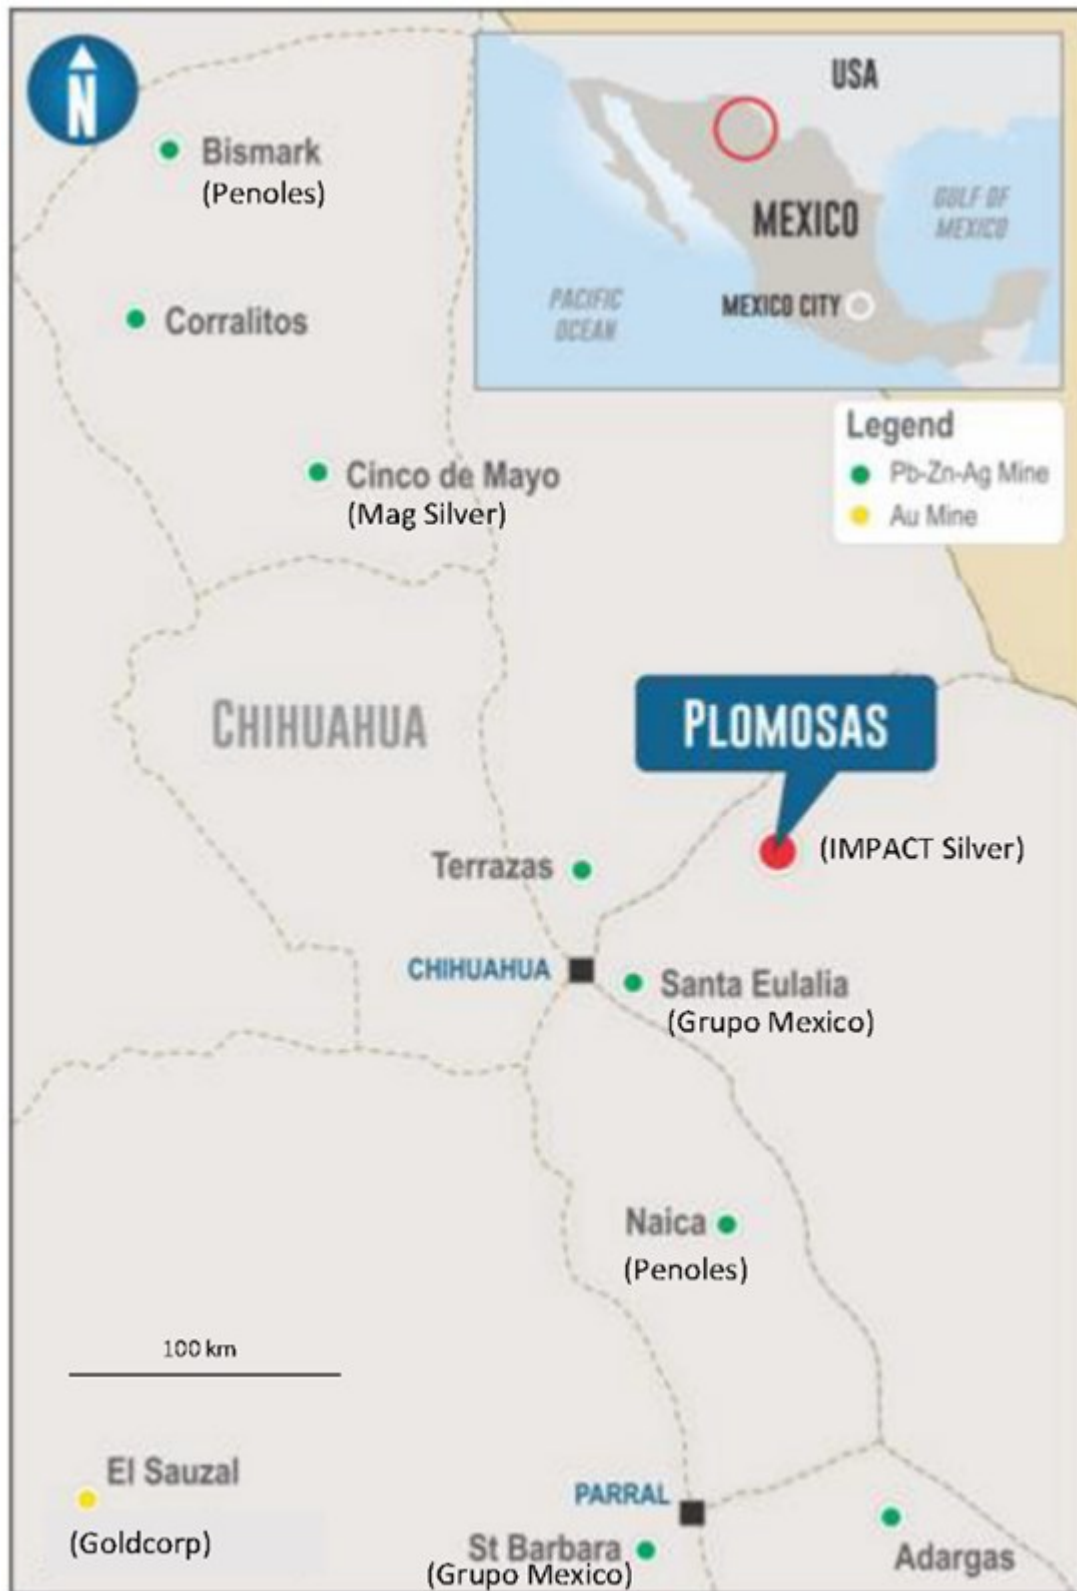 N
Bismark
(Penoles)
Corralitos
Cinco de Mayo
(Mag Silver)
USA
MEXICO
GULF OF
MEXICO
PACIFIC
OCEAN
MEXICO CITY
Legend
Pb-Zn-Ag Mine
Au Mine
CHIHUAHUA
PLOMOSAS
(IMPACT Silver)
Terrazas
CHIHUAHUA
Santa Eulalia
(Grupo Mexico)
Naica
(Penoles)
100 km
El Sauzal
(Goldcorp)
PARRAL
St Barbara
(Grupo Mexico)
Adargas